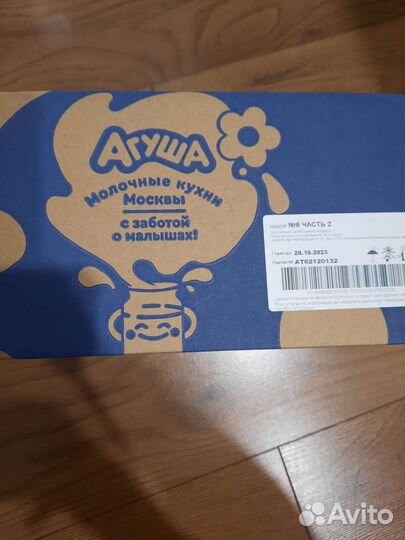 АГУША
Молочные кухни
Москвы
с заботой
о малышах!
НАБОР №6 ЧАСТЬ 2
Годен до: 20.10.2023
Партия № АТ62120132
Avito